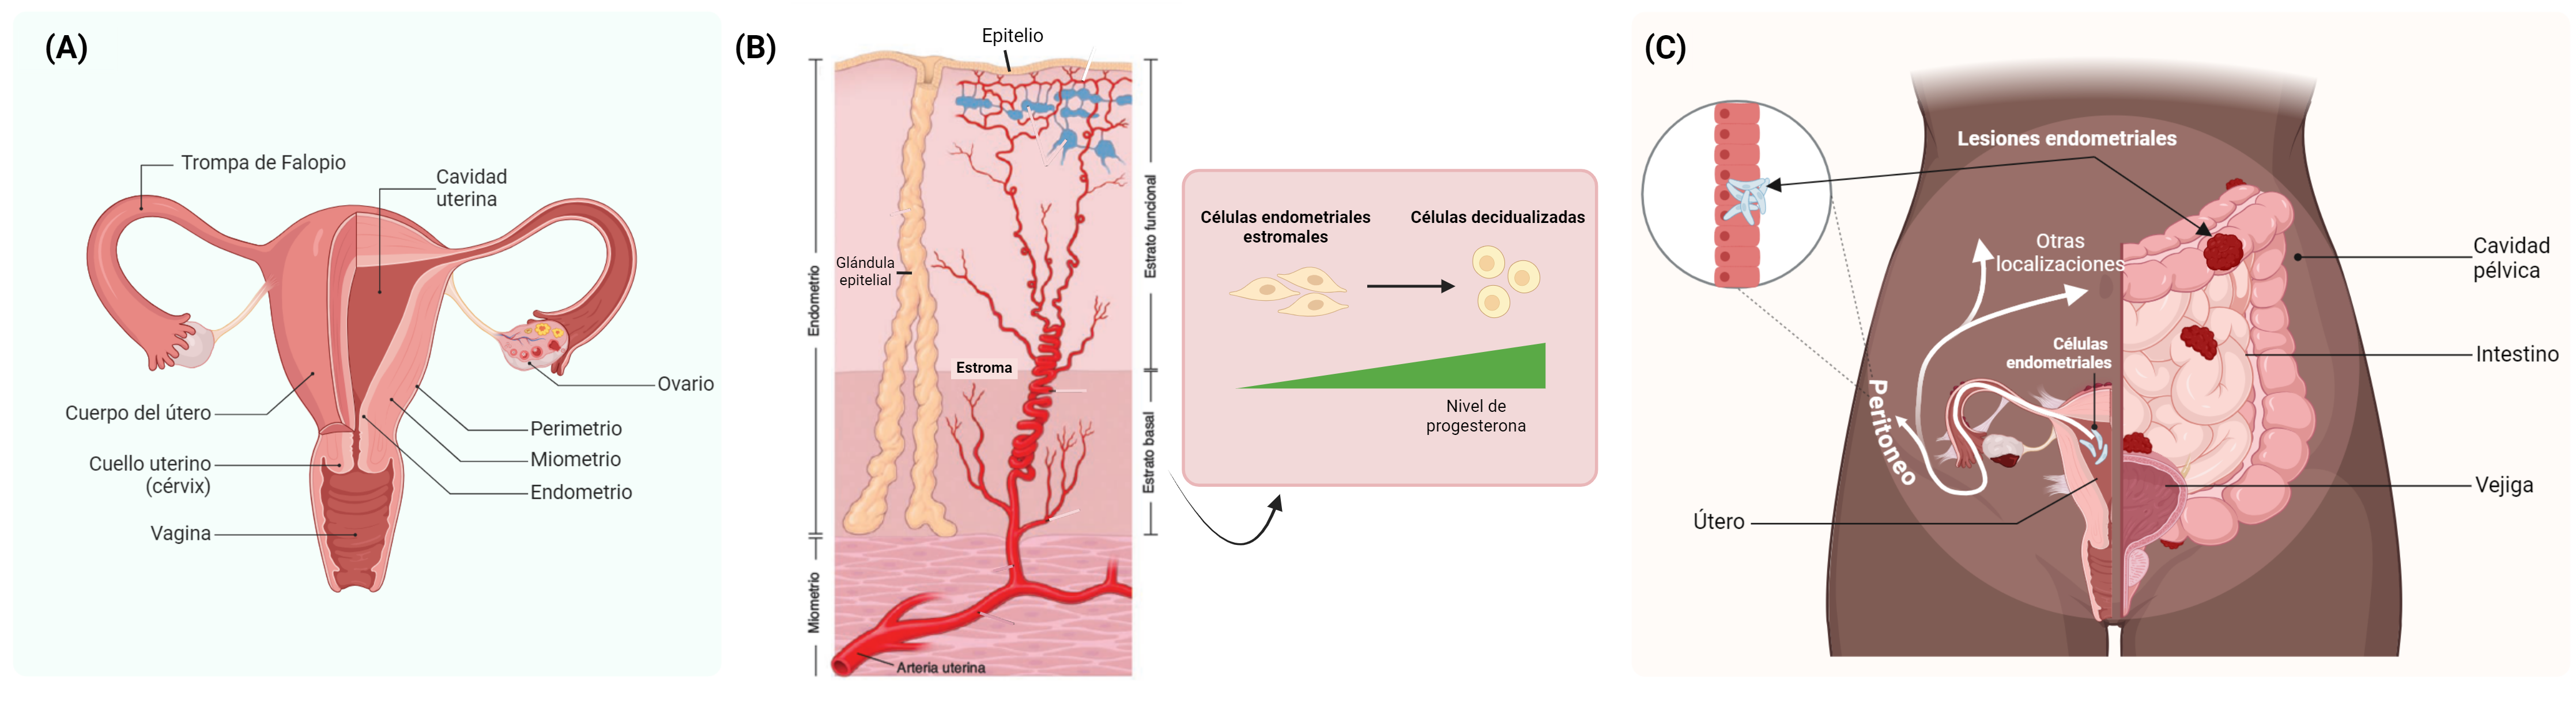 (A)
Trompa de Falopio
Cavidad
uterina
Ovario
Cuerpo del útero
Perimetrio
Miometrio
Cuello uterino
(cérvix)
Endometrio
Vagina
(B)
Epitelio
Endometrio
Glándula
epitelial
Estroma
Estrato funcional
Estrato basal
Miometrio
Arteria uterina
Células endometriales
estromales
Células decidualizadas
Nivel de
progesterona
(C)
Lesiones endometriales
Otras
localizaciones
Cavidad
pélvica
Células
endometriales
Intestino
Peritoneo
Vejiga
Útero